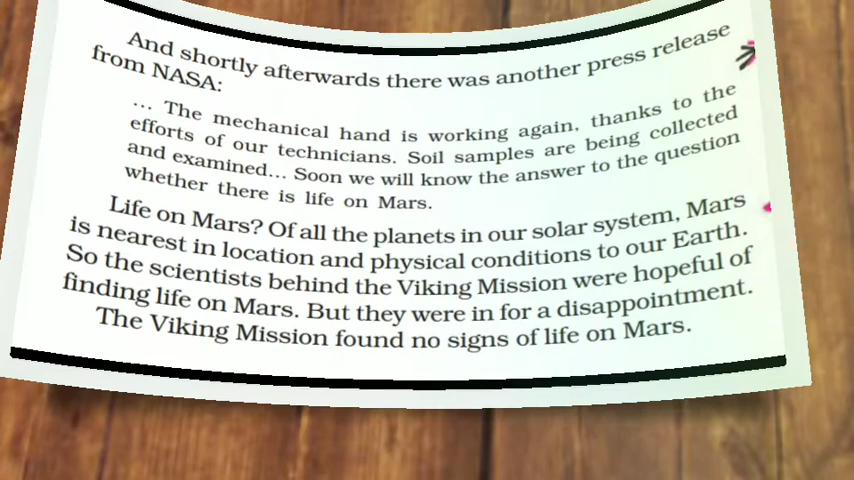 And shortly afterwards there was another press release
from NASA:
... The mechanical hand is working again, thanks to the
efforts of our technicians. Soil samples are being collected
and examined... Soon we will know the answer to the question
whether there is life on Mars.
Life on Mars? Of all the planets in our solar system, Mars
is nearest in location and physical conditions to our Earth.
So the scientists behind the Viking Mission were hopeful of
finding life on Mars. But they were in for a disappointment.
The Viking Mission found no signs of life on Mars.